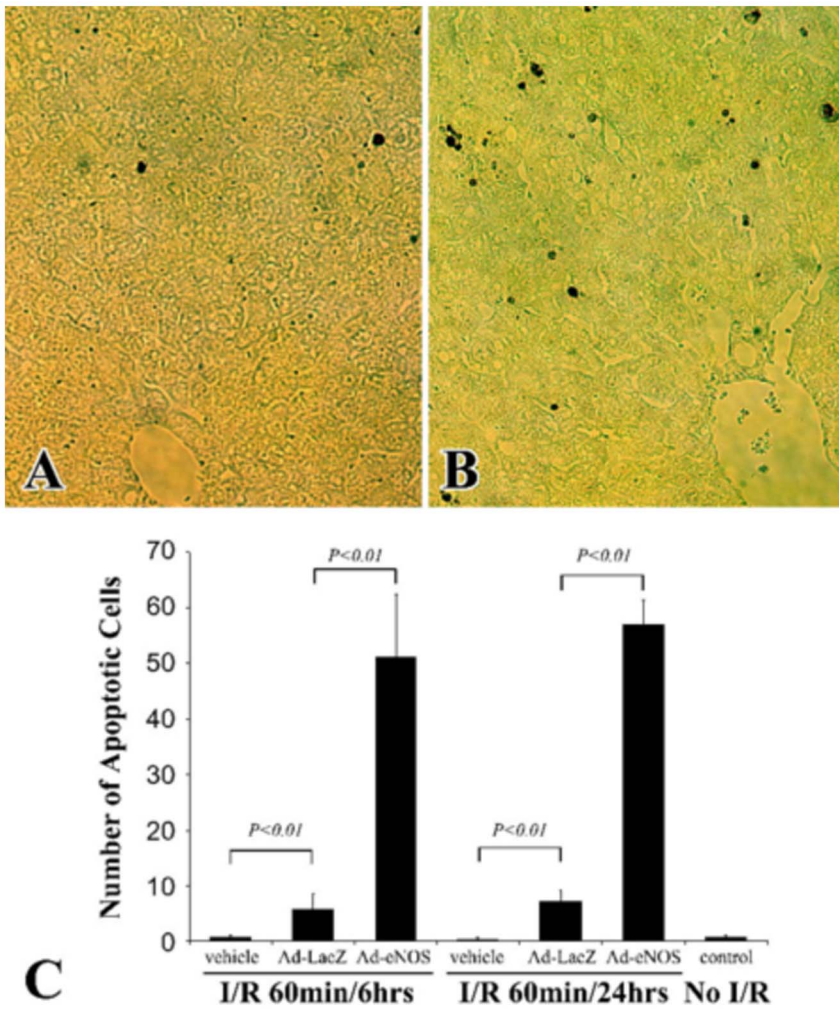 A
B
70
60
50
40
30
20
10
0
Number of Apoptotic Cells
P<0.01
P<0.01
P<0.01
P<0.01
vehicle Ad-LacZ Ad-eNOS vehicle Ad-LacZ Ad-eNOS control
I/R 60min/6hrs I/R 60min/24hrs No I/R
C